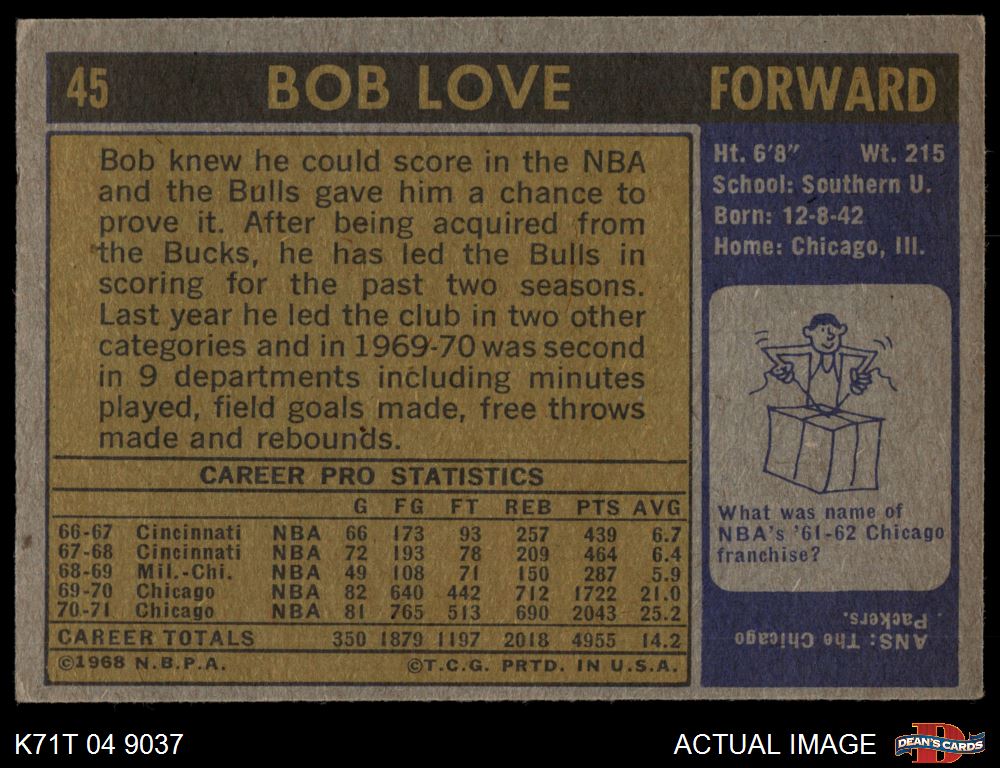 45 BOB LOVE FORWARD
Bob knew he could score in the NBA
and the Bulls gave him a chance to
prove it. After being acquired from
the Bucks, he has led the Bulls in
scoring for the past two seasons.
Last year he led the club in two other
categories and in 1969-70 was second
in 9 departments including minutes
played, field goals made, free throws
made and rebounds.
CAREER PRO STATISTICS
G FG FT REB PTS AVG
66-67 Cincinnati NBA 66 173 93 257 439 6.7
67-68 Cincinnati NBA 72 193 78 209 464 6.4
68-69 Mil.-Chi. NBA 49 108 71 150 287 5.9
69-70 Chicago NBA 82 640 442 712 1722 21.0
70-71 Chicago NBA 81 765 513 690 2043 25.2
CAREER TOTALS 350 1879 1197 2018 4955 14.2
©1968 N.B.P.A. ©T.C.G. PRTD. IN U.S.A.
Ht. 6'8" Wt. 215
School: Southern U.
Born: 12-8-42
Home: Chicago, Ill.
What was name of
NBA's '61-62 Chicago
franchise?
ANS: The Chicago
Packers.
K71T 04 9037
ACTUAL IMAGE
D
DEAN'S CARDS